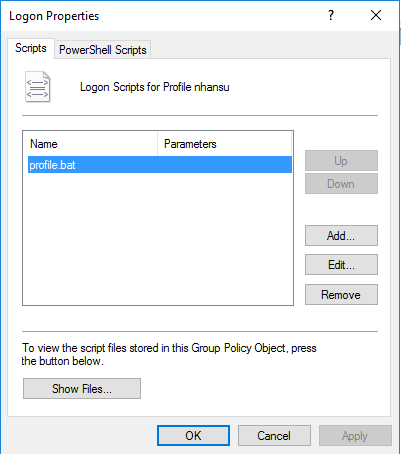 Logon Properties
? ×
Scripts PowerShell Scripts
Logon Scripts for Profile nhansu
Name Parameters
profile.bat
Up
Down
Add...
Edit...
Remove
To view the script files stored in this Group Policy Object, press
the button below.
Show Files...
OK Cancel Apply